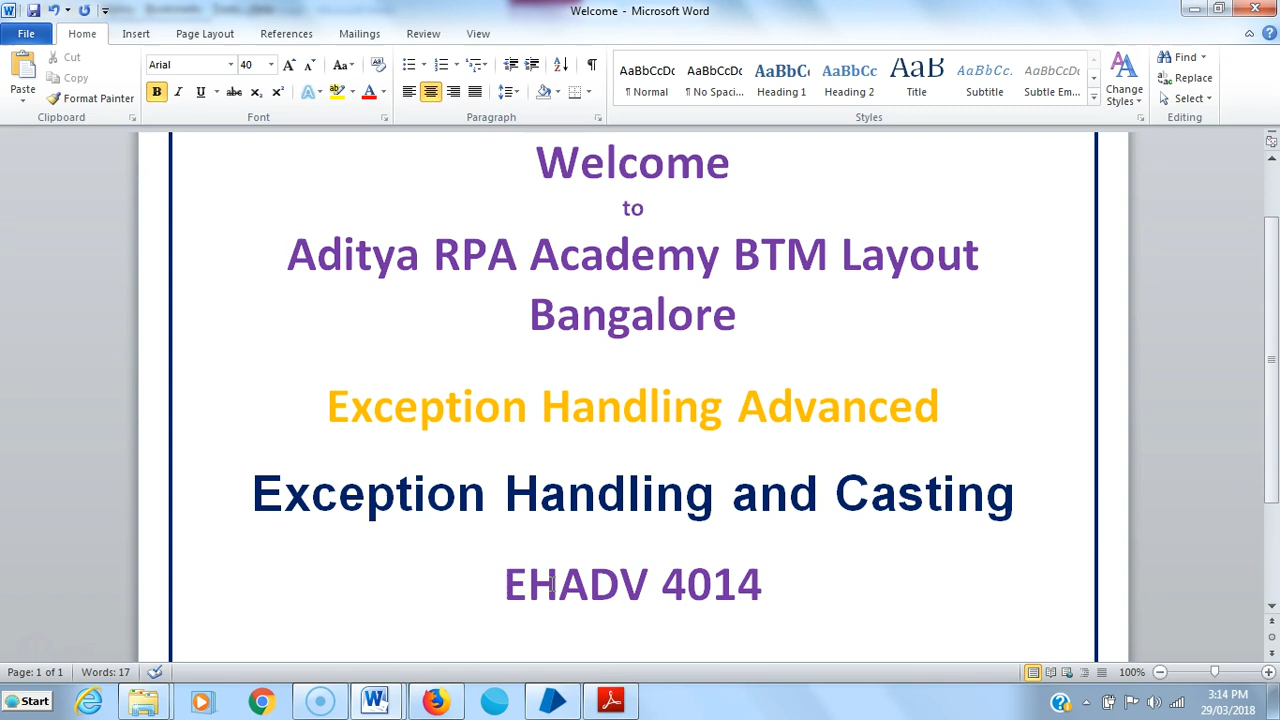 Welcome - Microsoft Word
File Home Insert Page Layout References Mailings Review View
Cut
Copy
Format Painter
Paste
Clipboard
Arial 40
Font
Paragraph
AaBbCcDc AaBbCcDc AaBbCc AaBbCc AaB AaBbCcL AaBbCcDc
¶ Normal ¶ No Spaci... Heading 1 Heading 2 Title Subtitle Subtle Em...
Change Styles
Styles
Find
Replace
Select
Editing
Welcome
to
Aditya RPA Academy BTM Layout
Bangalore
Exception Handling Advanced
Exception Handling and Casting
EHADV 4014
Page: 1 of 1 Words: 17 100%
Start
3:14 PM
29/03/2018